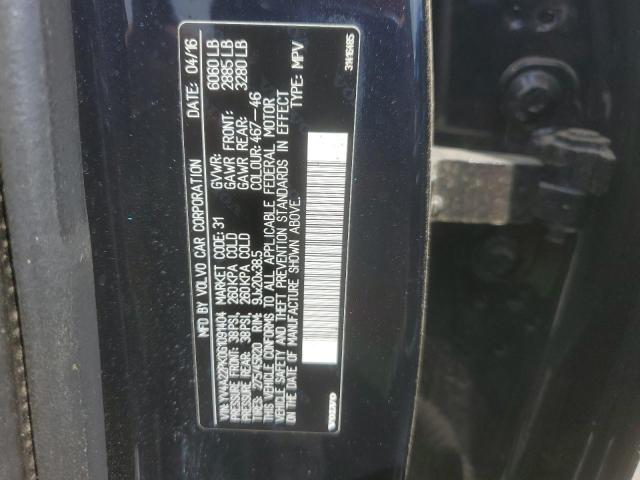 MFD BY VOLVO CAR CORPORATION DATE: 04/16
VIN: YV4A22PK0G1091404 MARKET CODE: 31 GVWR: 6060 LB
PRESSURE FRONT: 38PSI, 260KPA COLD GAWR FRONT: 2885 LB
PRESSURE REAR: 38PSI, 260KPA COLD GAWR REAR: 3280 LB
TIRES: 275/45R20 RIM: 9Jx20x38.5 COLOUR: 467--46
THIS VEHICLE CONFORMS TO ALL APPLICABLE FEDERAL MOTOR
VEHICLE SAFETY AND THEFT PREVENTION STANDARDS IN EFFECT
ON THE DATE OF MANUFACTURE SHOWN ABOVE. TYPE: MPV
VOLVO